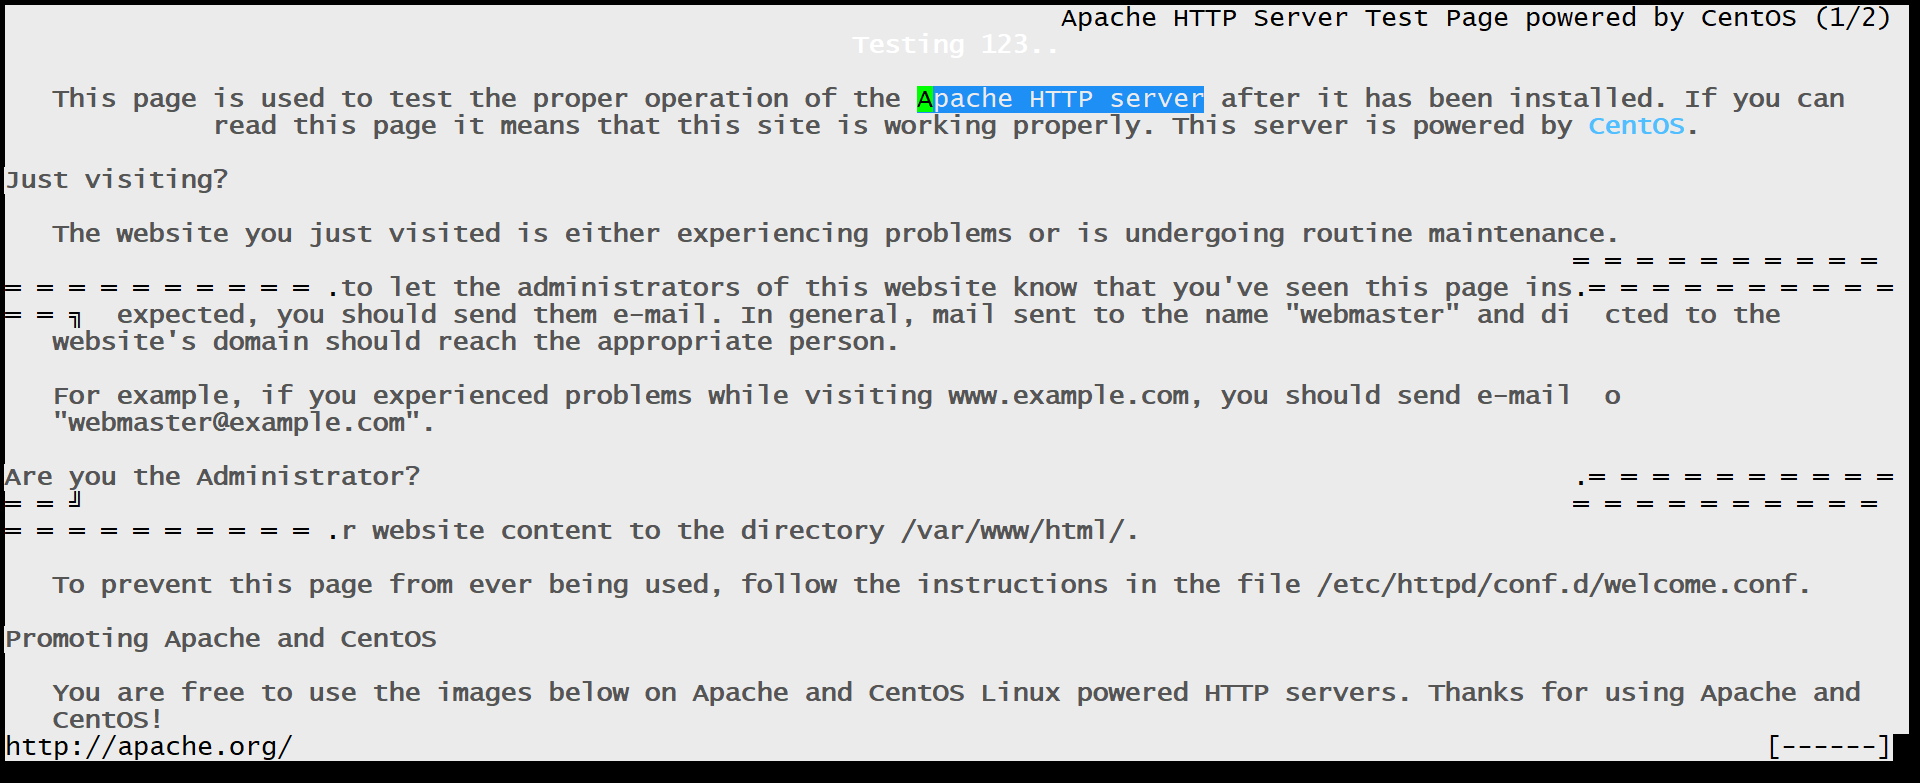 Apache HTTP Server Test Page powered by CentOS (1/2)
Testing 123..
This page is used to test the proper operation of the Apache HTTP server after it has been installed. If you can
read this page it means that this site is working properly. This server is powered by CentOS.
Just visiting?
The website you just visited is either experiencing problems or is undergoing routine maintenance.
= = = = = = = = = =
= = = = = = = = = = .to let the administrators of this website know that you've seen this page ins.= = = = = = = = = =
= = ╗  expected, you should send them e-mail. In general, mail sent to the name "webmaster" and di  cted to the
website's domain should reach the appropriate person.
For example, if you experienced problems while visiting www.example.com, you should send e-mail  o
"webmaster@example.com".
Are you the Administrator? .= = = = = = = = = =
= = ╝ = = = = = = = = = =
= = = = = = = = = = .r website content to the directory /var/www/html/.
To prevent this page from ever being used, follow the instructions in the file /etc/httpd/conf.d/welcome.conf.
Promoting Apache and CentOS
You are free to use the images below on Apache and CentOS Linux powered HTTP servers. Thanks for using Apache and
CentOS!
http://apache.org/ [------]